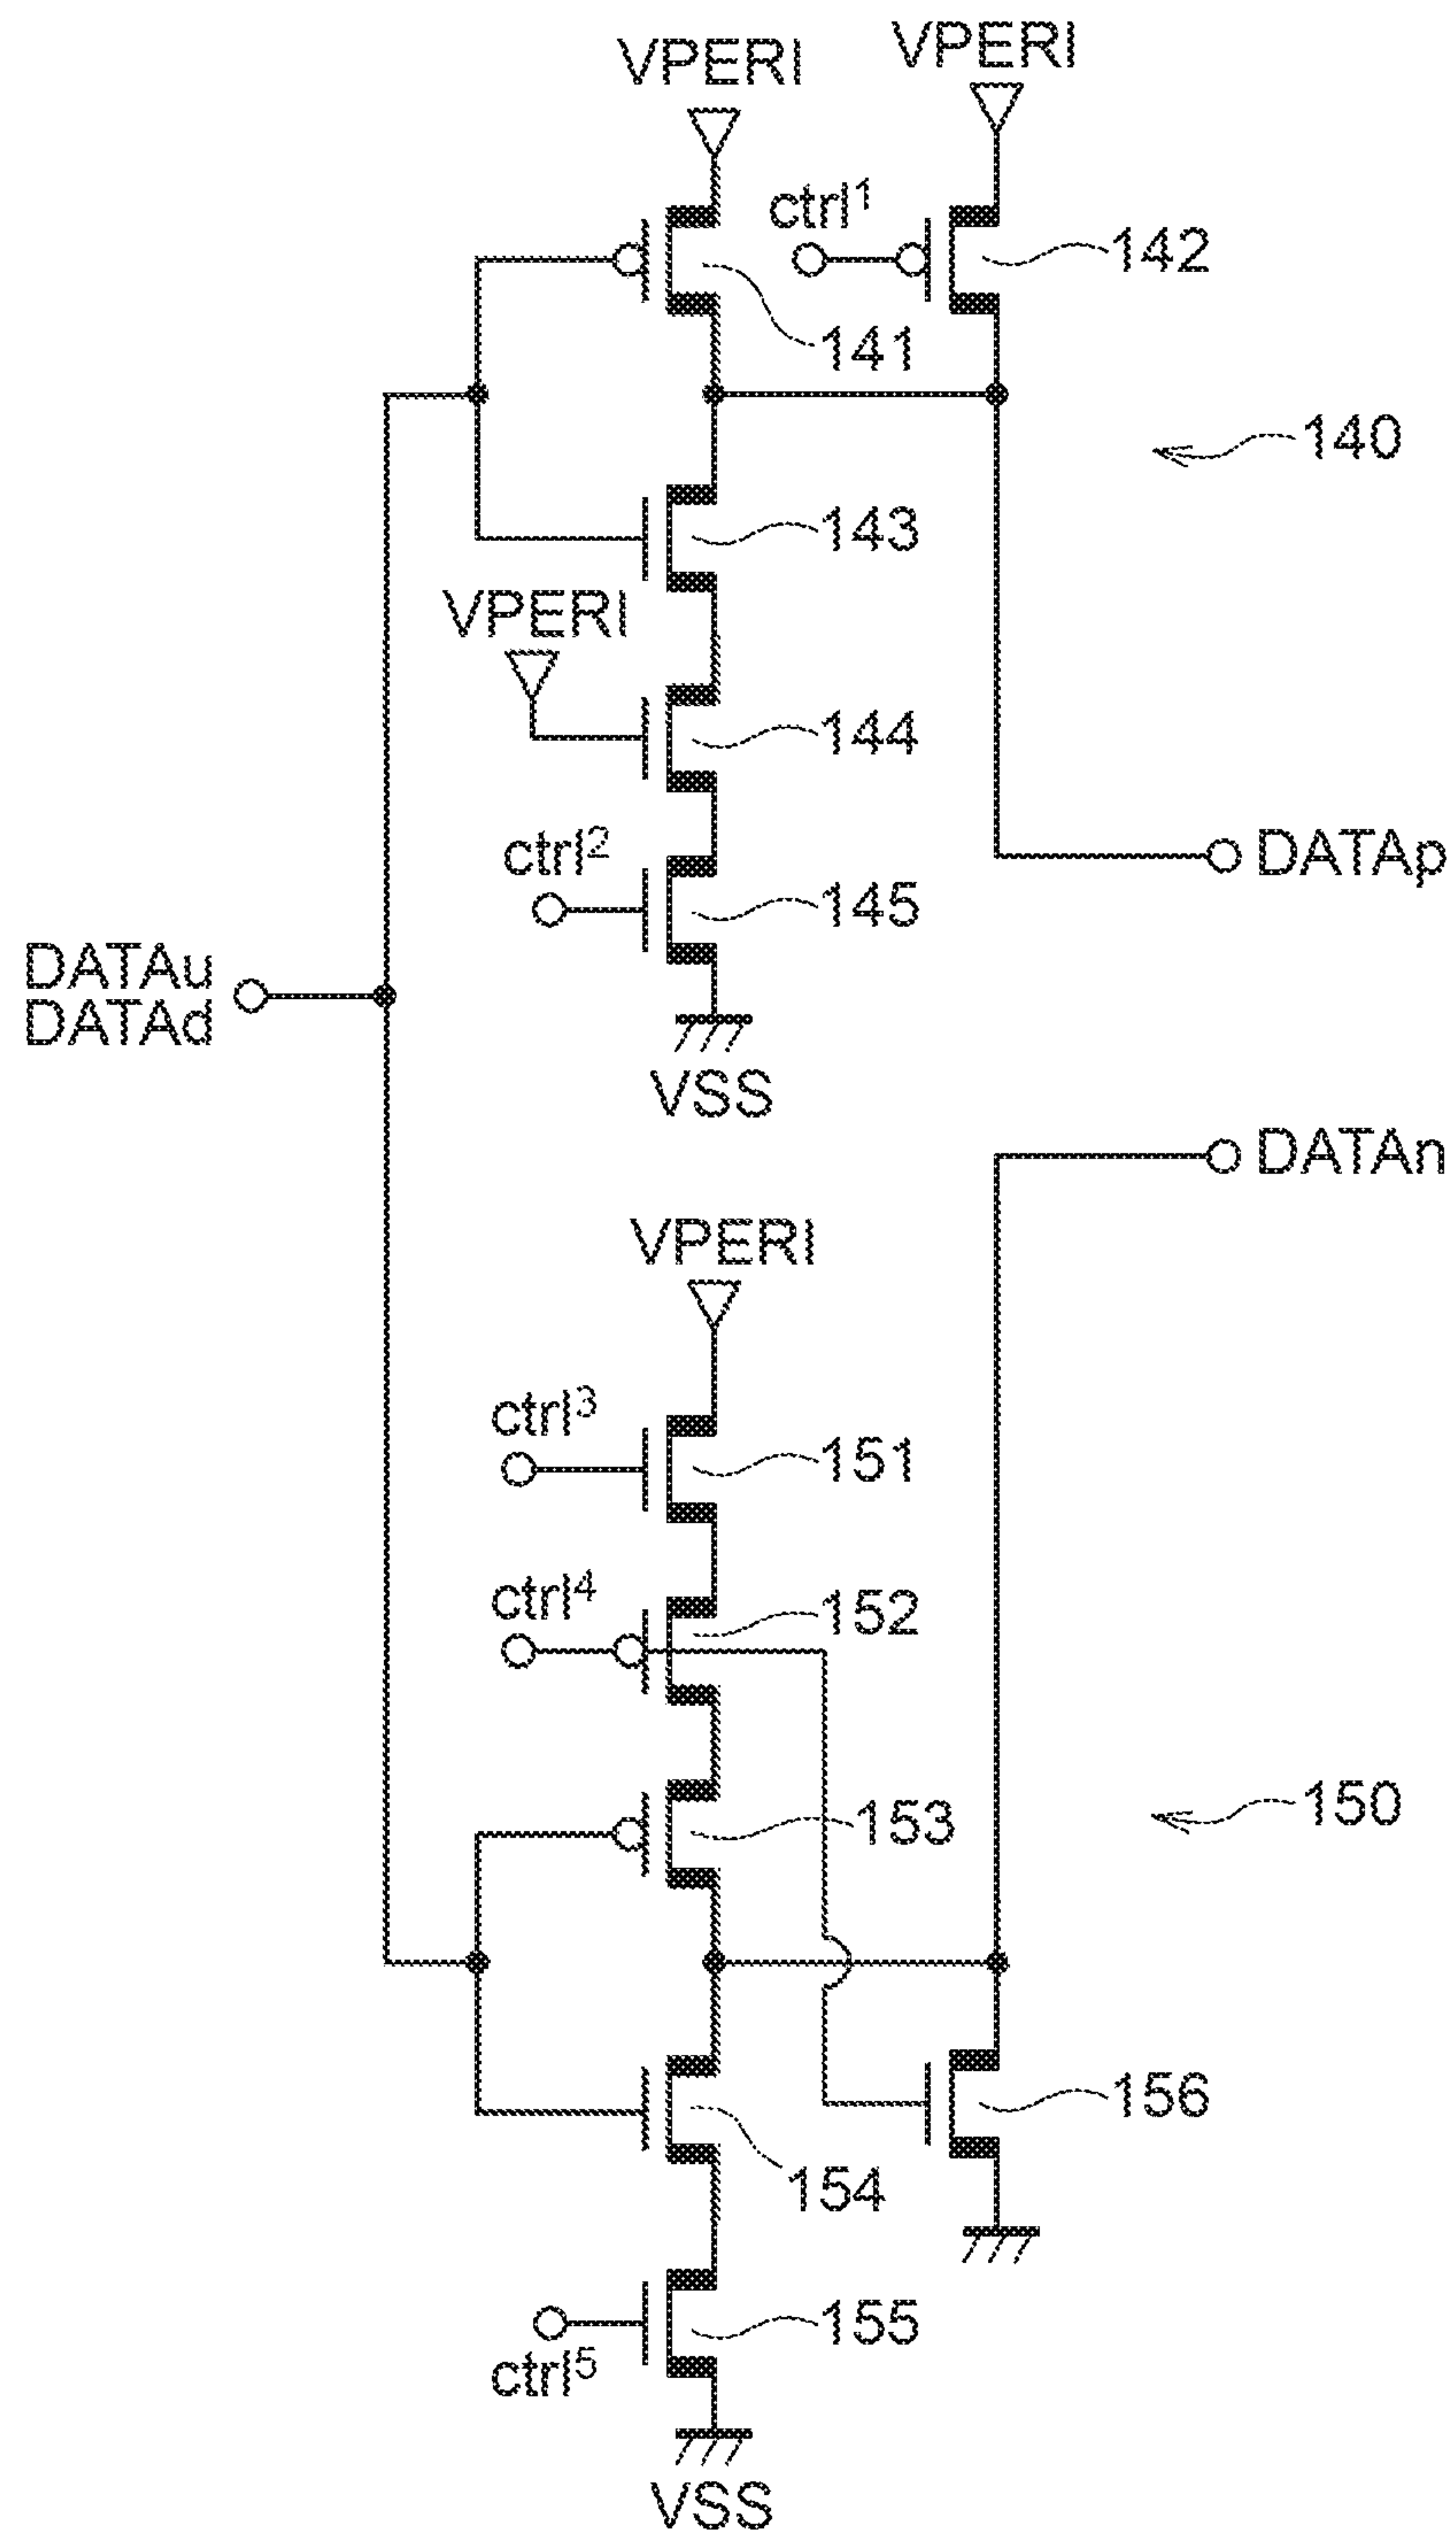 VPERI
VPERI
ctrl1
142
141
140
143
VPERI
144
ctrl2
145
DATAp
DATAu
DATAd
VSS
DATAn
VPERI
ctrl3
151
ctrl4
152
153
150
154
156
155
ctrl5
VSS